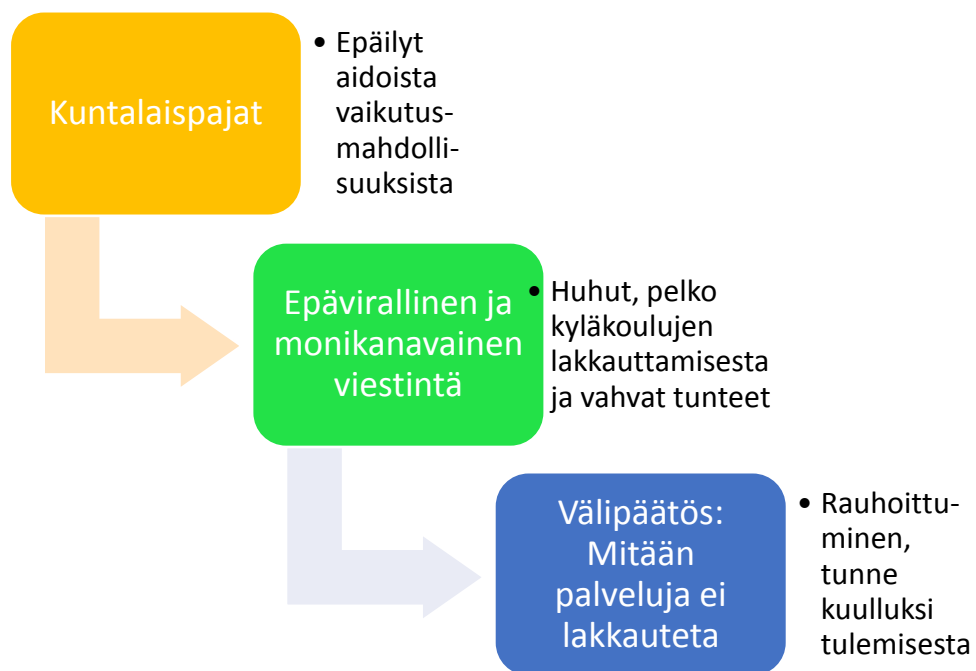 Kuntalaispajat
• Epäilyt
aidoista
vaikutus-
mahdolli-
suuksista
Epävirallinen ja
monikanavainen
viestintä
• Huhut, pelko
kyläkoulujen
lakkauttamisesta
ja vahvat tunteet
Välipäätös:
Mitään
palveluja ei
lakkauteta
• Rauhoittu-
minen,
tunne
kuulluksi
tulemisesta